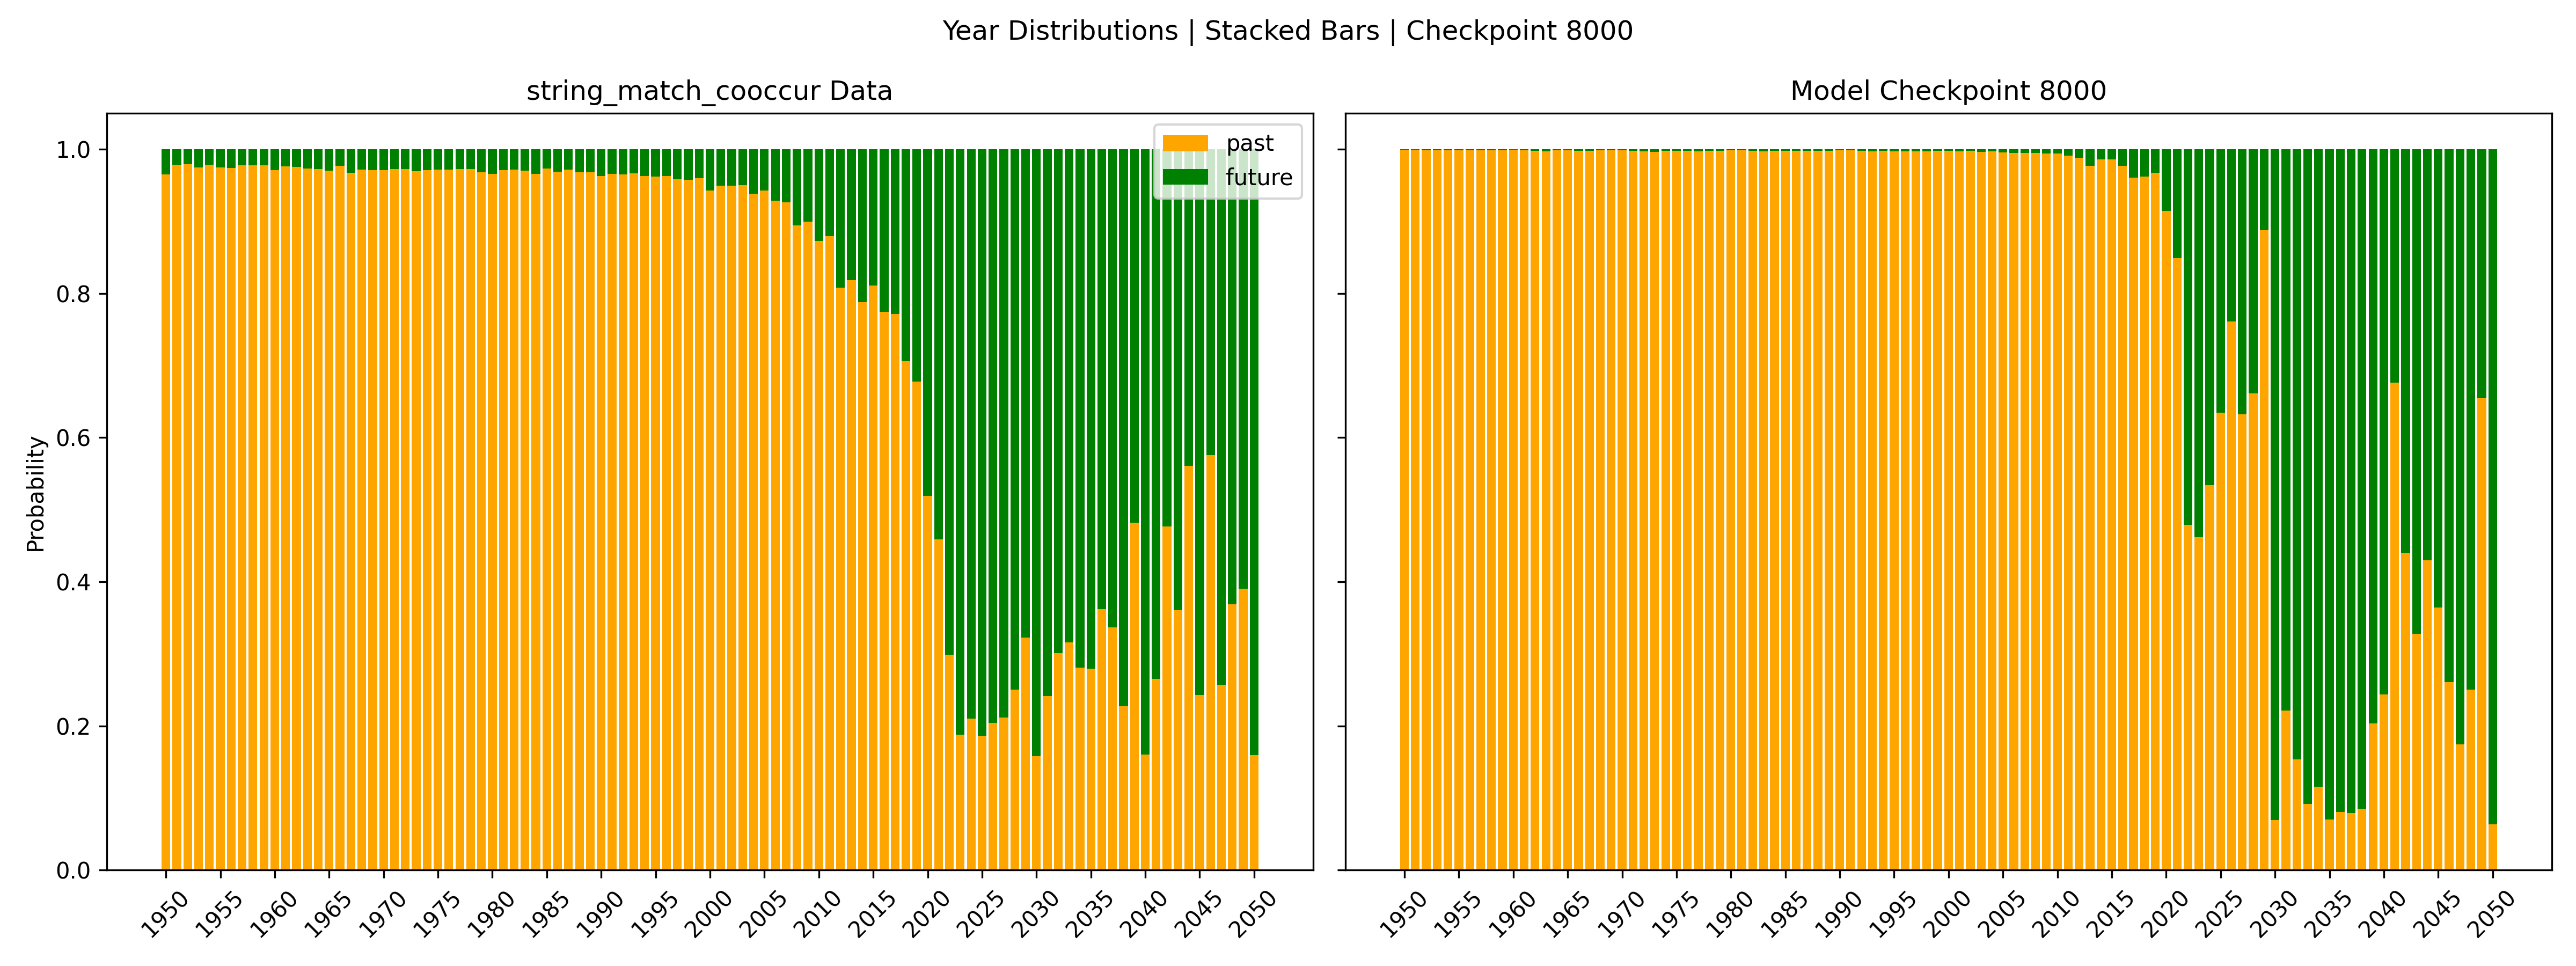 Year Distributions | Stacked Bars | Checkpoint 8000
string_match_cooccur Data
Model Checkpoint 8000
past
future
Probability
1.0
0.8
0.6
0.4
0.2
0.0
1950 1955 1960 1965 1970 1975 1980 1985 1990 1995 2000 2005 2010 2015 2020 2025 2030 2035 2040 2045 2050
1950 1955 1960 1965 1970 1975 1980 1985 1990 1995 2000 2005 2010 2015 2020 2025 2030 2035 2040 2045 2050